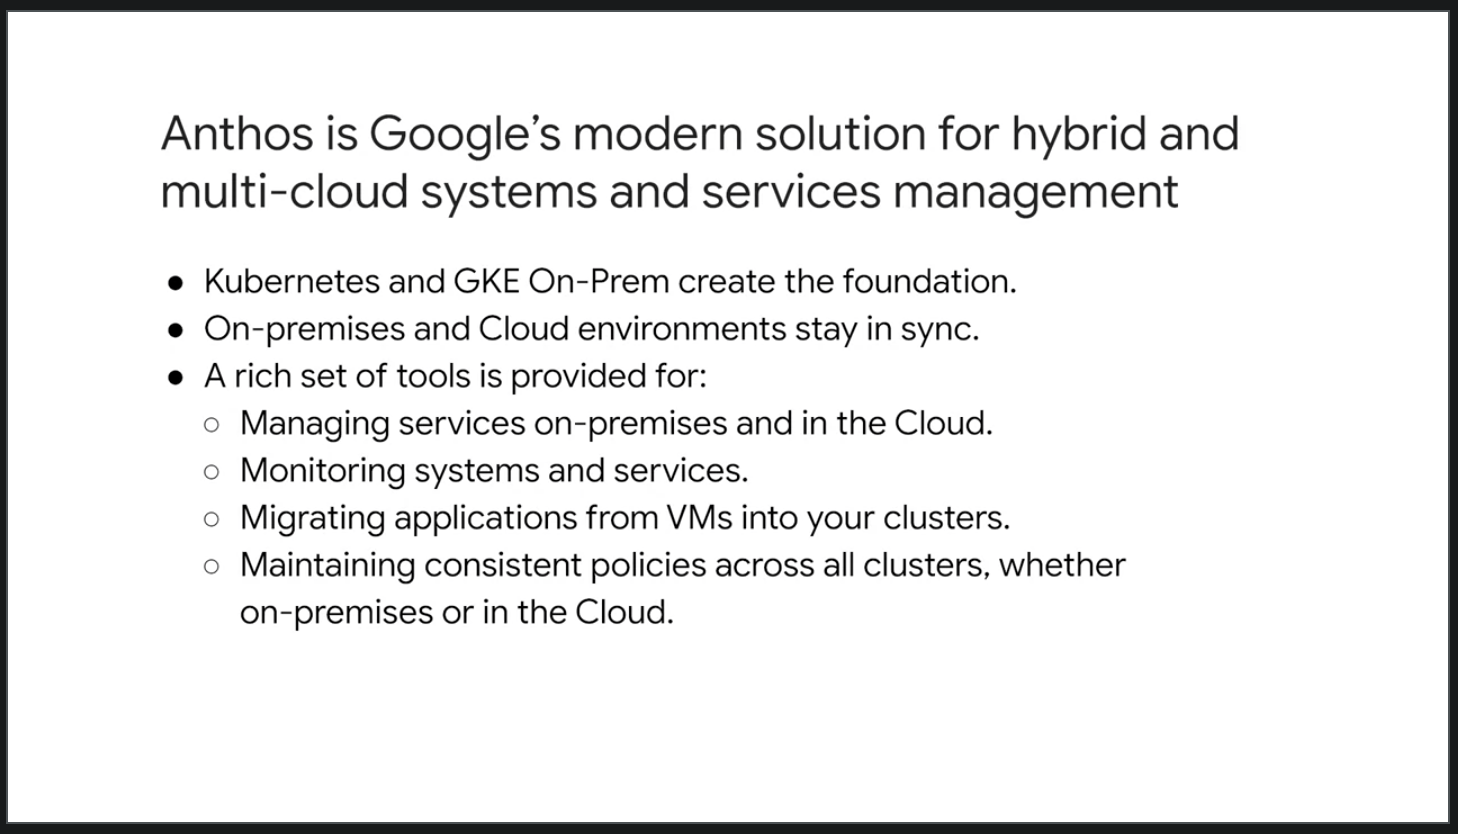 Anthos is Google’s modern solution for hybrid and
multi-cloud systems and services management
● Kubernetes and GKE On-Prem create the foundation.
● On-premises and Cloud environments stay in sync.
● A rich set of tools is provided for:
○ Managing services on-premises and in the Cloud.
○ Monitoring systems and services.
○ Migrating applications from VMs into your clusters.
○ Maintaining consistent policies across all clusters, whether
on-premises or in the Cloud.